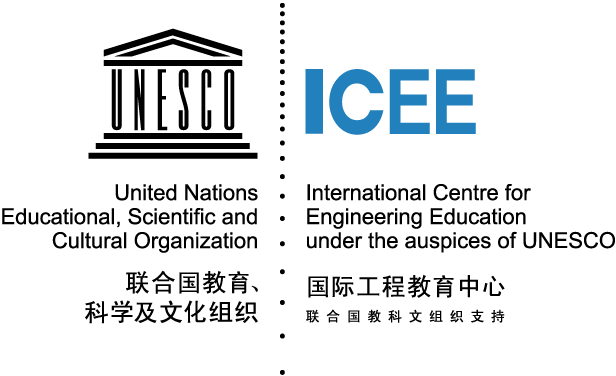 UNESCO
United Nations
Educational, Scientific and
Cultural Organization
联合国教育、
科学及文化组织
ICEE
International Centre for
Engineering Education
under the auspices of UNESCO
国际工程教育中心
联合国教科文组织支持